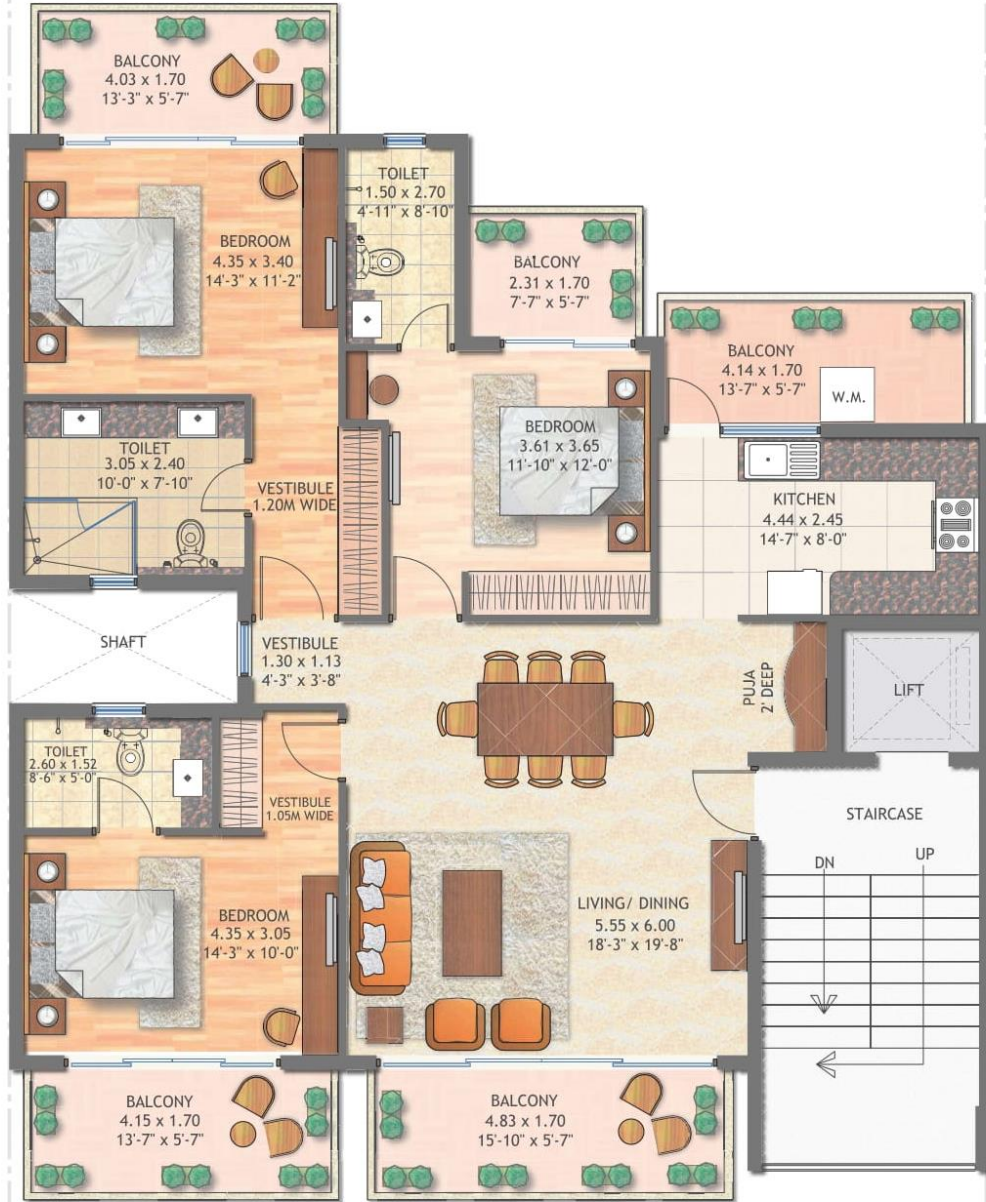 BALCONY
4.03 x 1.70
13'-3" x 5'-7"
TOILET
1.50 x 2.70
4'-11" x 8'-10"
BEDROOM
4.35 x 3.40
14'-3" x 11'-2"
BALCONY
2.31 x 1.70
7'-7" x 5'-7"
BALCONY
4.14 x 1.70
13'-7" x 5'-7"
W.M.
TOILET
3.05 x 2.40
10'-0" x 7'-10"
VESTIBULE
1.20M WIDE
BEDROOM
3.61 x 3.65
11'-10" x 12'-0"
KITCHEN
4.44 x 2.45
14'-7" x 8'-0"
SHAFT
VESTIBULE
1.30 x 1.13
4'-3" x 3'-8"
PUJA
2' DEEP
LIFT
TOILET
2.60 x 1.52
8'-6" x 5'-0"
VESTIBULE
1.05M WIDE
STAIRCASE
DN
UP
BEDROOM
4.35 x 3.05
14'-3" x 10'-0"
LIVING/ DINING
5.55 x 6.00
18'-3" x 19'-8"
BALCONY
4.15 x 1.70
13'-7" x 5'-7"
BALCONY
4.83 x 1.70
15'-10" x 5'-7"